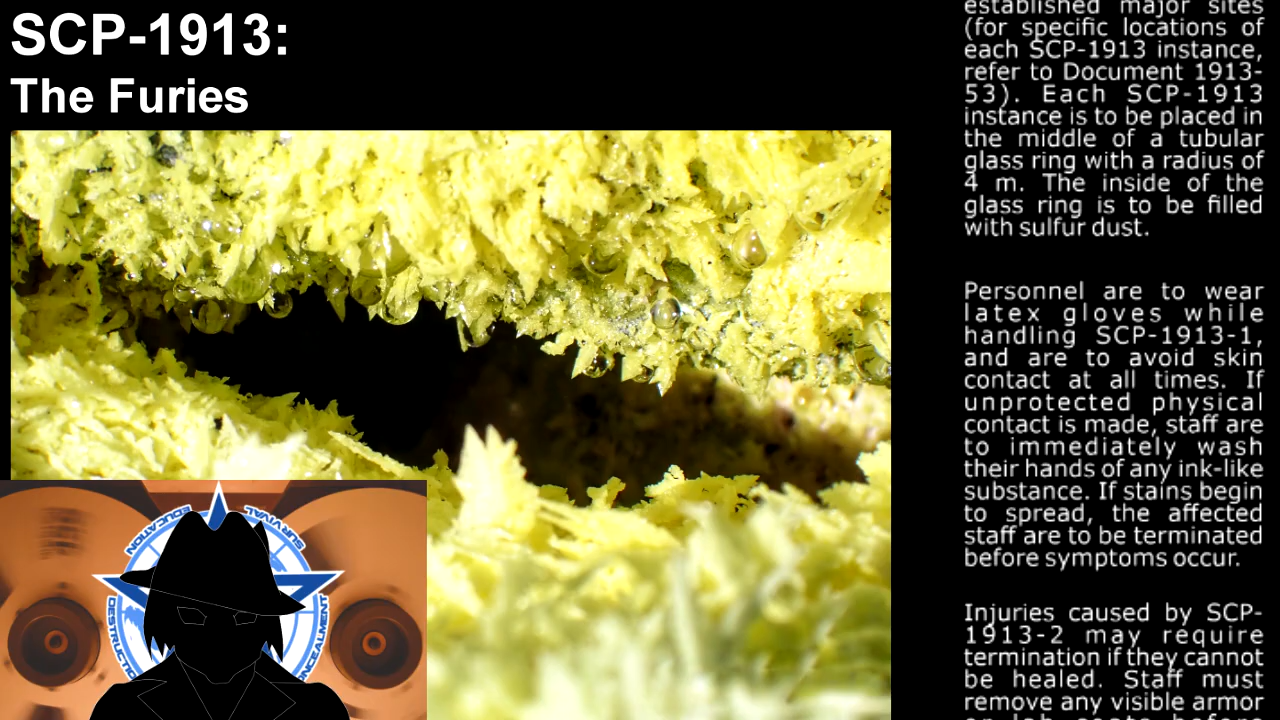 SCP-1913:
The Furies
established major sites
(for specific locations of
each SCP-1913 instance,
refer to Document 1913-
53). Each SCP-1913
instance is to be placed in
the middle of a tubular
glass ring with a radius of
4 m. The inside of the
glass ring is to be filled
with sulfur dust.
Personnel are to wear
latex gloves while
handling SCP-1913-1,
and are to avoid skin
contact at all times. If
unprotected physical
contact is made, staff are
to immediately wash
their hands of any ink-like
substance. If stains begin
to spread, the affected
staff are to be terminated
before symptoms occur.
Injuries caused by SCP-
1913-2 may require
termination if they cannot
be healed. Staff must
remove any visible armor
EDUCATION
SURVIVAL